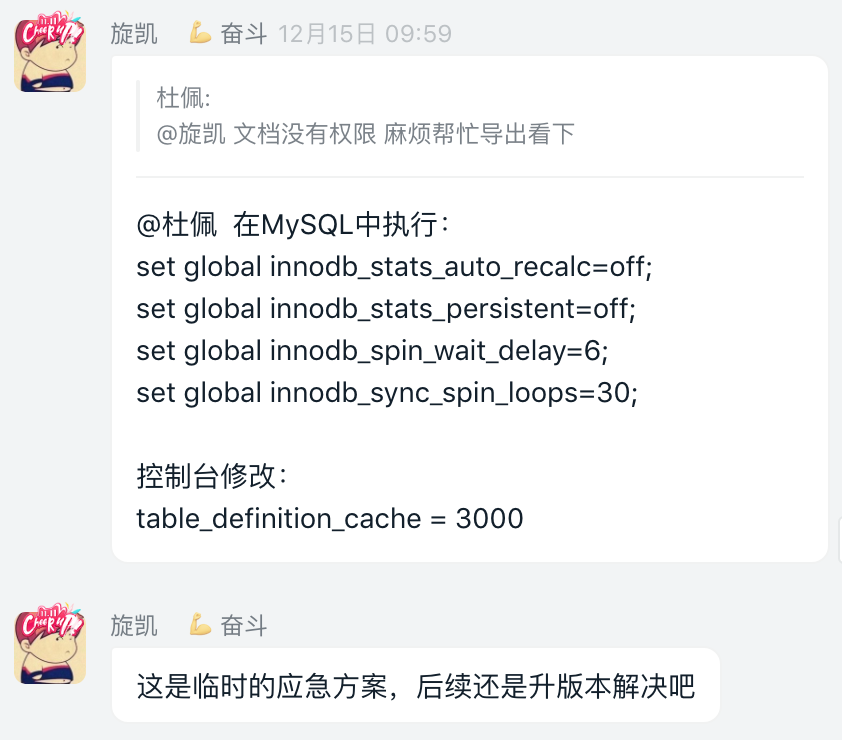 旋凯 💪 奋斗 12月15日 09:59
杜佩:
@旋凯 文档没有权限 麻烦帮忙导出看下
@杜佩 在MySQL中执行：
set global innodb_stats_auto_recalc=off;
set global innodb_stats_persistent=off;
set global innodb_spin_wait_delay=6;
set global innodb_sync_spin_loops=30;
控制台修改：
table_definition_cache = 3000
旋凯 💪 奋斗
这是临时的应急方案，后续还是升版本解决吧